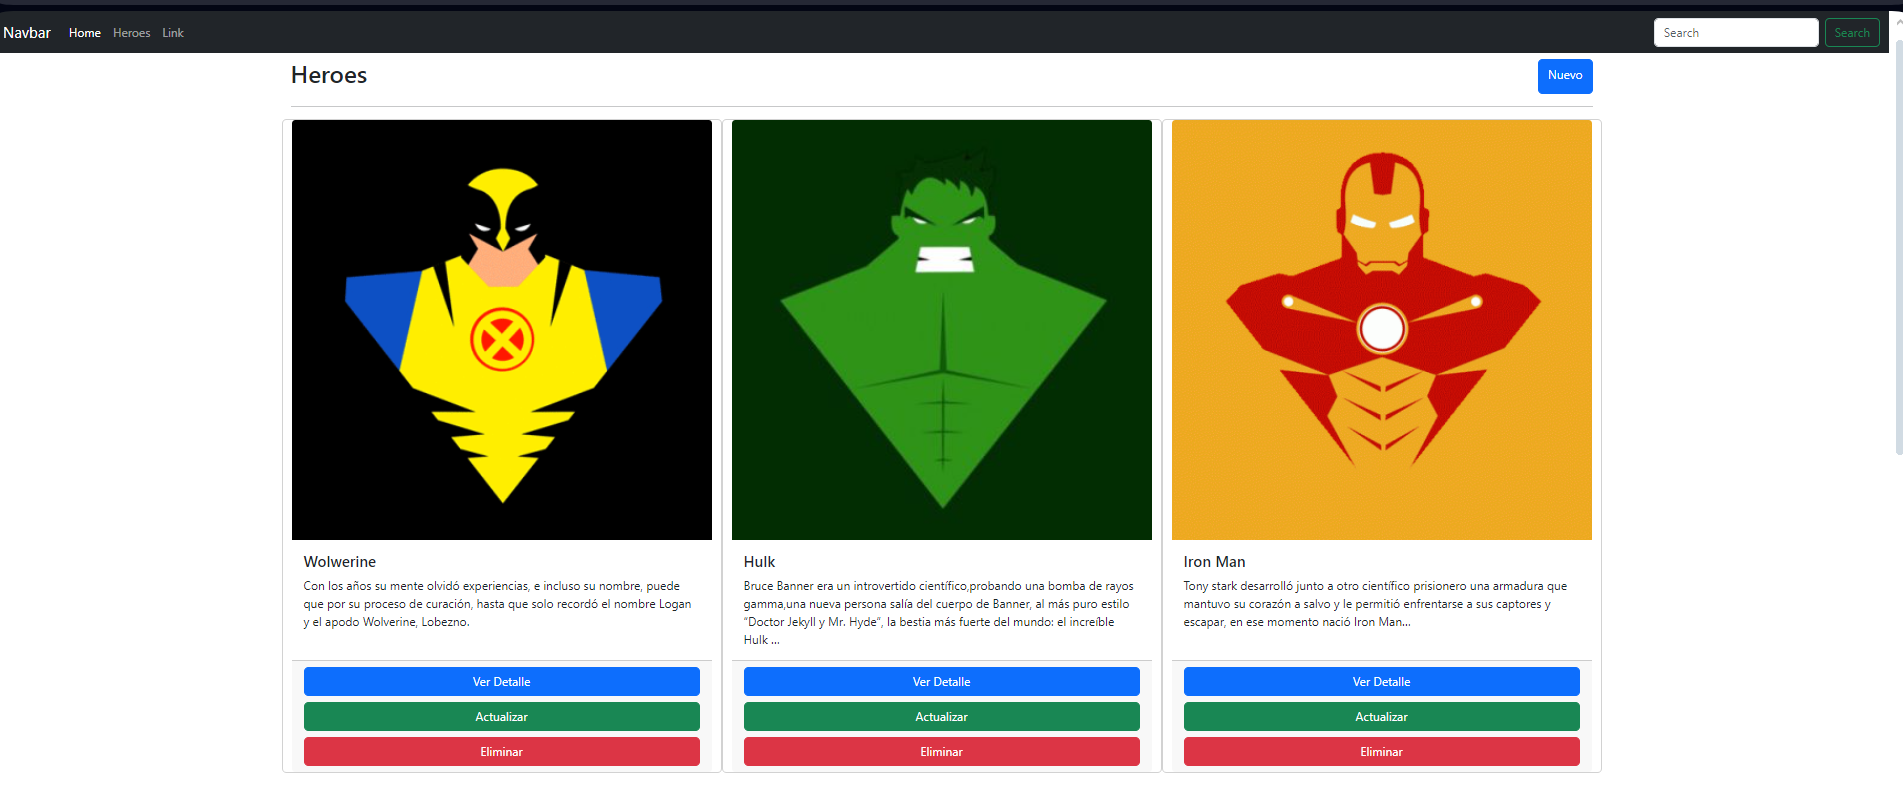 Navbar Home Heroes Link Search Search
Heroes Nuevo
Wolwerine
Con los años su mente olvidó experiencias, e incluso su nombre, puede
que por su proceso de curación, hasta que solo recordó el nombre Logan
y el apodo Wolverine, Lobezno.
Ver Detalle
Actualizar
Eliminar
Hulk
Bruce Banner era un introvertido científico,probando una bomba de rayos
gamma,una nueva persona salía del cuerpo de Banner, al más puro estilo
“Doctor Jekyll y Mr. Hyde”, la bestia más fuerte del mundo: el increíble
Hulk ...
Ver Detalle
Actualizar
Eliminar
Iron Man
Tony stark desarrolló junto a otro científico prisionero una armadura que
mantuvo su corazón a salvo y le permitió enfrentarse a sus captores y
escapar, en ese momento nació Iron Man...
Ver Detalle
Actualizar
Eliminar